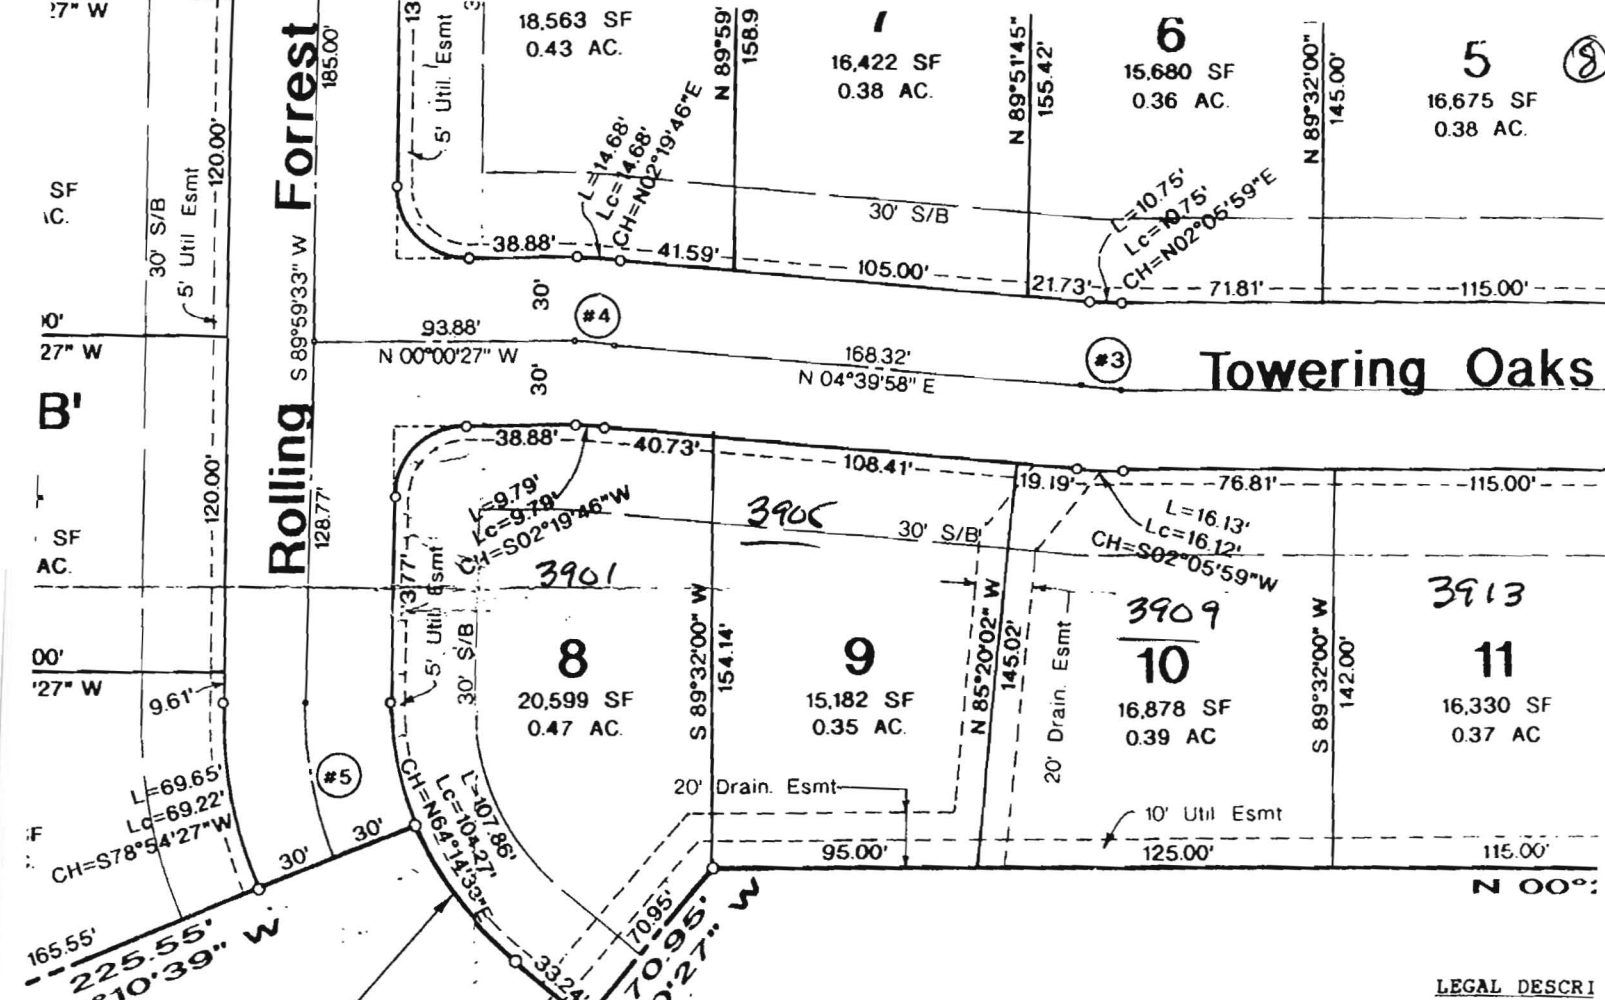 27" W
Rolling Forrest
185.00'
13
5' Util. Esmt
18,563 SF
0.43 AC.
N 89°59'
158.9
7
16,422 SF
0.38 AC.
N 89°51'45"
155.42'
6
15,680 SF
0.36 AC.
N 89°32'00"
145.00'
5
16,675 SF
0.38 AC.
8
SF
AC.
30' S/B
5' Util Esmt
120.00'
L=14.68'
Lc=14.68'
CH=N02°19'46"E
30' S/B
L=10.75'
Lc=10.75'
CH=N02°05'59"E
38.88'
41.59'
105.00'
21.73'
71.81'
115.00'
S 89°59'33" W
30'
#4
93.88'
N 00°00'27" W
30'
168.32'
N 04°39'58" E
#3
Towering Oaks
27" W
B'
120.00'
128.77'
38.88'
40.73'
108.41'
19.19'
76.81'
115.00'
L=9.79'
Lc=9.79'
CH=S02°19'46"W
3905
30' S/B
L=16.13'
Lc=16.12'
CH=S02°05'59"W
SF
AC.
5' Util. Esmt
30' S/B
3901
8
20,599 SF
0.47 AC.
S 89°32'00" W
154.14'
9
15,182 SF
0.35 AC.
N 85°20'02" W
145.02'
20' Drain. Esmt
3909
10
16,878 SF
0.39 AC
S 89°32'00" W
142.00'
3913
11
16,330 SF
0.37 AC
00'
'27" W
9.61'
#5
L=69.65'
Lc=69.22'
CH=S78°54'27"W
30'
30'
L=107.86'
Lc=104.27'
CH=N64°14'33"E
20' Drain. Esmt
10' Util Esmt
95.00'
125.00'
115.00'
N 00°
165.55'
225.55'
10'39" W
33.24'
70.95'
70.95'
0'27" W
LEGAL DESCRI